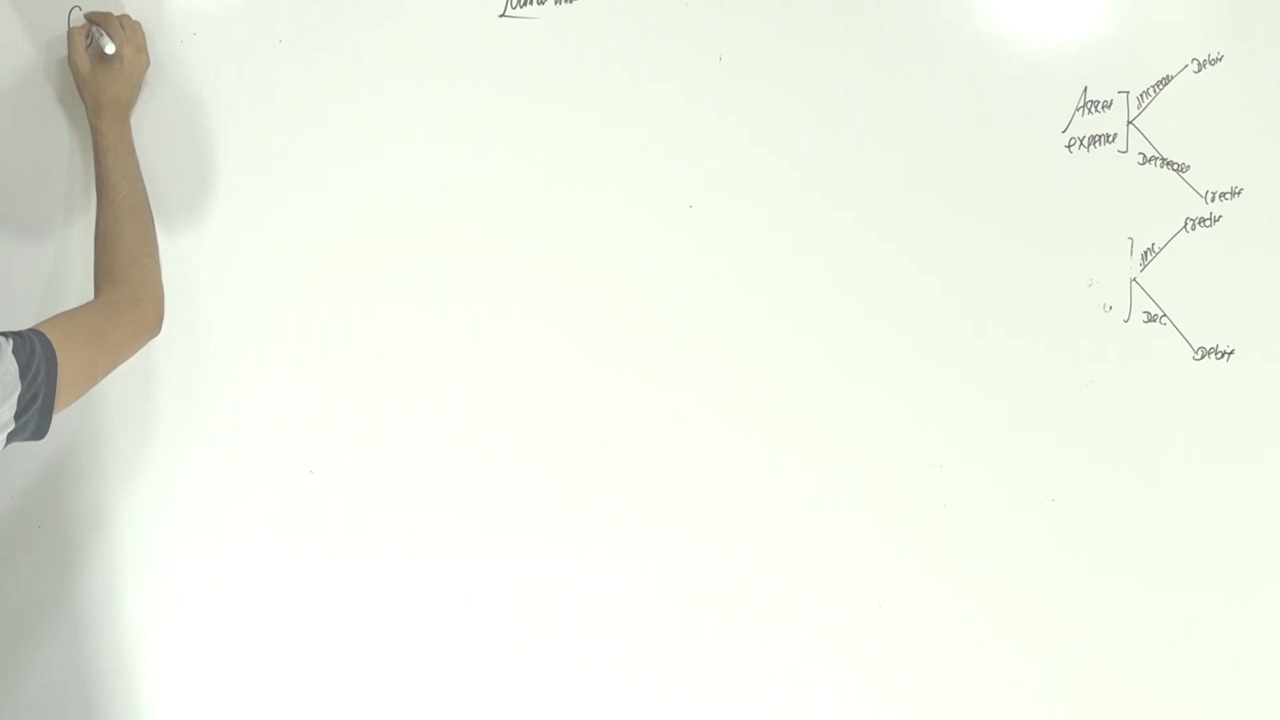 Debit
Increase
Asset
expense
Decrease
Credit
Credit
Inc.
Dec.
Debit